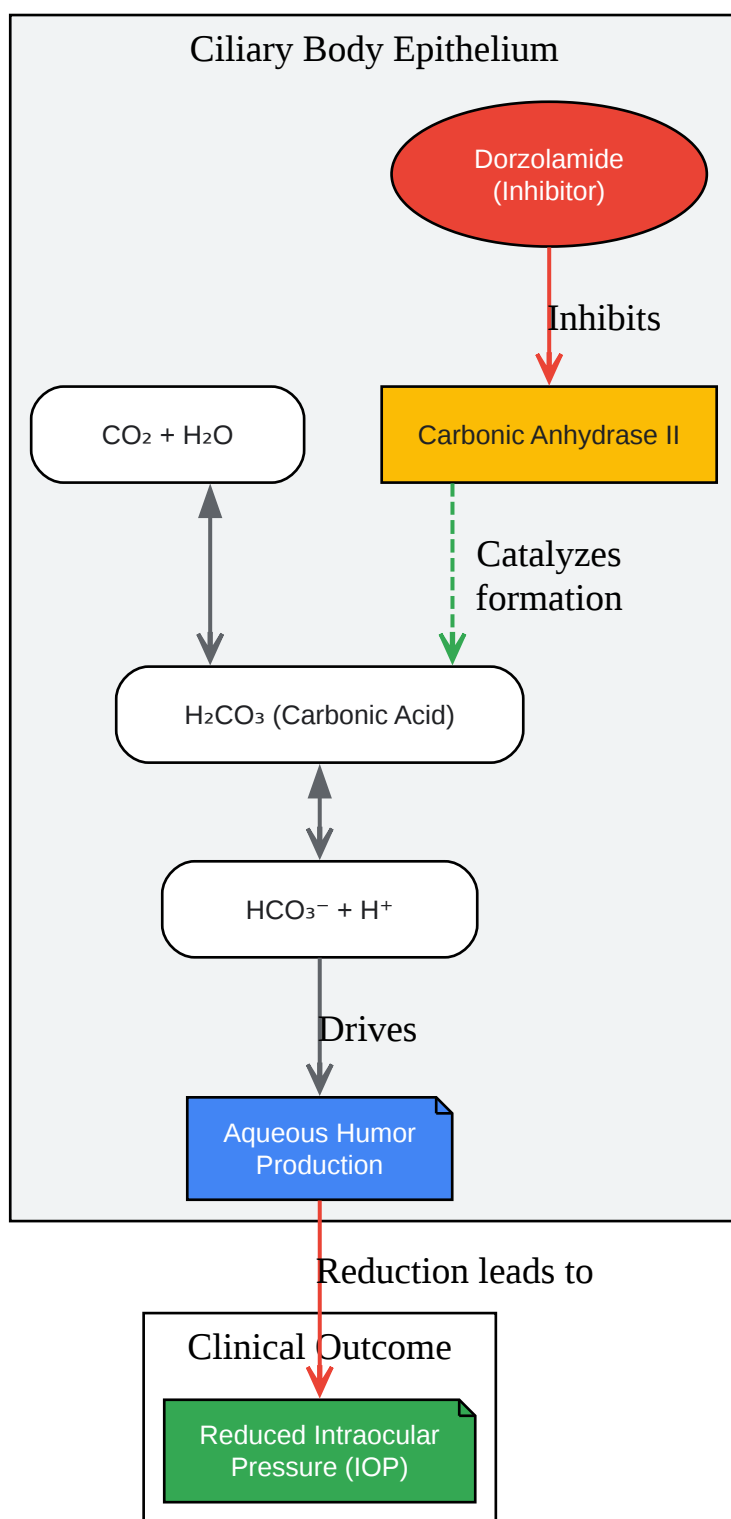 Ciliary Body Epithelium
Dorzolamide
(Inhibitor)
Inhibits
CO₂ + H₂O
Carbonic Anhydrase II
Catalyzes
formation
H₂CO₃ (Carbonic Acid)
HCO₃⁻ + H⁺
Drives
Aqueous Humor
Production
Reduction leads to
Clinical Outcome
Reduced Intraocular
Pressure (IOP)